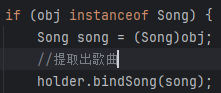 if (obj instanceof Song) {
Song song = (Song)obj;
//提取出歌曲
holder.bindSong(song);